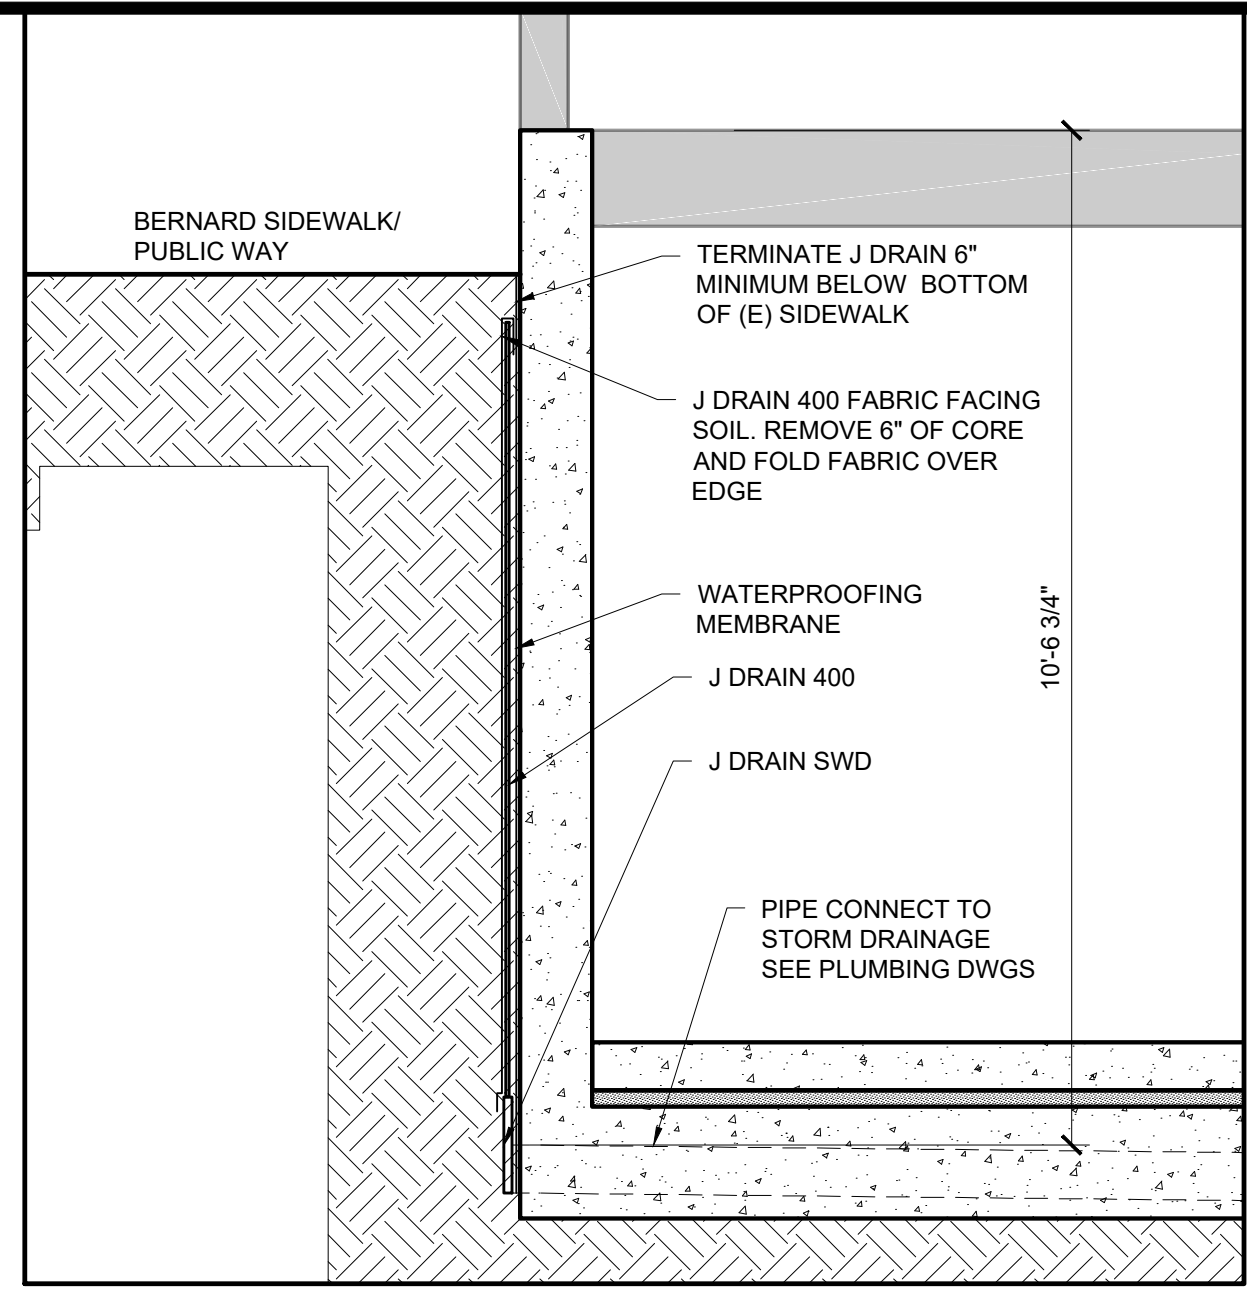 BERNARD SIDEWALK/
PUBLIC WAY
TERMINATE J DRAIN 6"
MINIMUM BELOW BOTTOM
OF (E) SIDEWALK
J DRAIN 400 FABRIC FACING
SOIL. REMOVE 6" OF CORE
AND FOLD FABRIC OVER
EDGE
WATERPROOFING
MEMBRANE
J DRAIN 400
J DRAIN SWD
10'-6 3/4"
PIPE CONNECT TO
STORM DRAINAGE
SEE PLUMBING DWGS